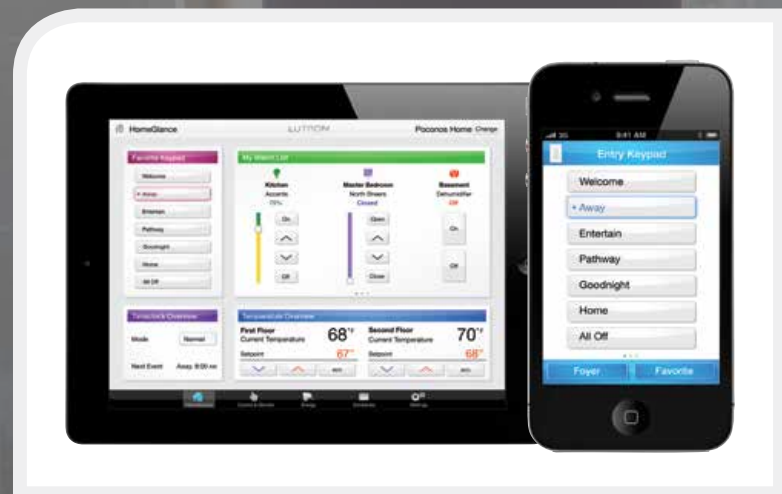 HomeGlance
LUTRON
Poconos Home Change
Favorite Keypad
Welcome
+ Away
Entertain
Pathway
Goodnight
Home
All Off
My Watch List
Kitchen
Accents
75%
On
Off
Master Bedroom
North Sheers
Closed
Open
Close
Basement
Dehumidifier
Off
On
Off
Timeclock Overview
Mode Normal
Next Event Away, 8:00
Temperature Overview
First Floor
Current Temperature 68°F
Setpoint 67°
Second Floor
Current Temperature 70°F
Setpoint 68°
Energy
Settings
3G 9:41 AM
Entry Keypad
Welcome
+ Away
Entertain
Pathway
Goodnight
Home
All Off
Foyer Favorite